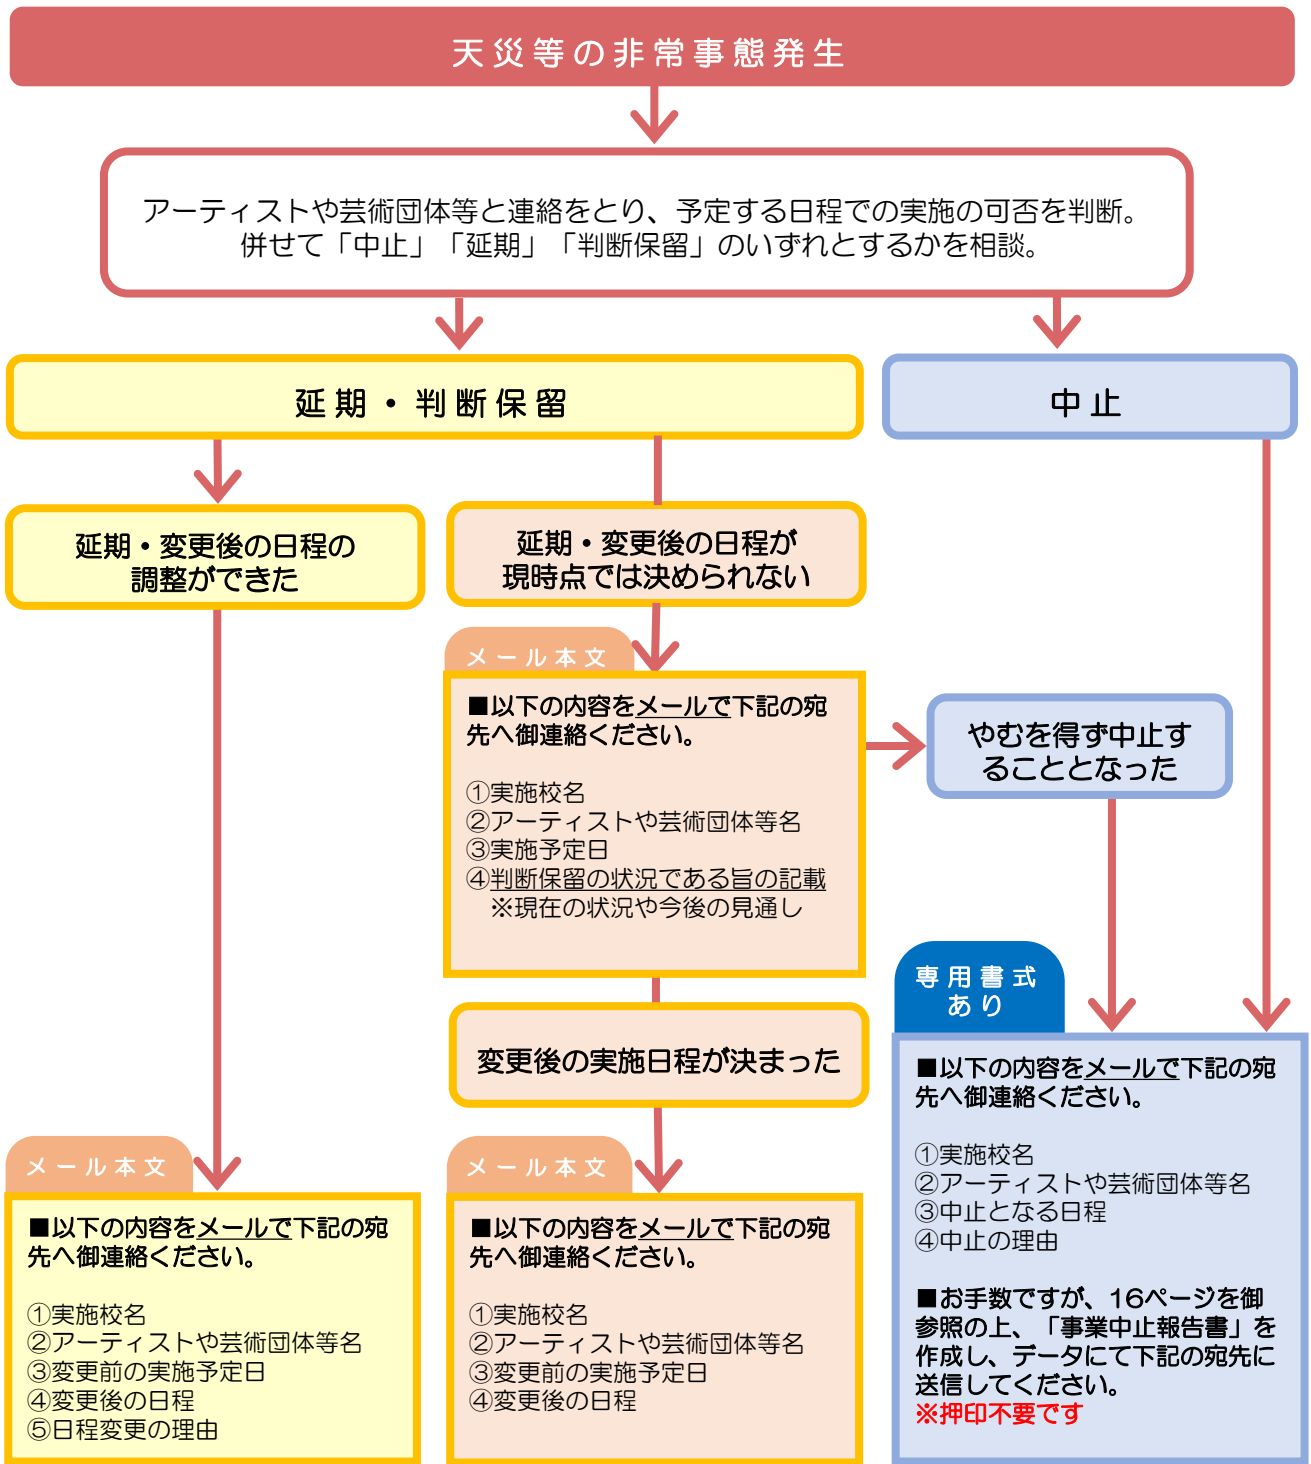 天災等の非常事態発生
アーティストや芸術団体等と連絡をとり、予定する日程での実施の可否を判断。
併せて「中止」「延期」「判断保留」のいずれとするかを相談。
延期・判断保留
中止
延期・変更後の日程の
調整ができた
延期・変更後の日程が
現時点では決められない
メール本文
■以下の内容をメールで下記の宛
先へ御連絡ください。
①実施校名
②アーティストや芸術団体等名
③実施予定日
④判断保留の状況である旨の記載
※現在の状況や今後の見通し
やむを得ず中止す
ることとなった
変更後の実施日程が決まった
メール本文
■以下の内容をメールで下記の宛
先へ御連絡ください。
①実施校名
②アーティストや芸術団体等名
③変更前の実施予定日
④変更後の日程
⑤日程変更の理由
メール本文
■以下の内容をメールで下記の宛
先へ御連絡ください。
①実施校名
②アーティストや芸術団体等名
③変更前の実施予定日
④変更後の日程
専用書式
あり
■以下の内容をメールで下記の宛
先へ御連絡ください。
①実施校名
②アーティストや芸術団体等名
③中止となる日程
④中止の理由
■お手数ですが、16ページを御
参照の上、「事業中止報告書」を
作成し、データにて下記の宛先に
送信してください。
※押印不要です